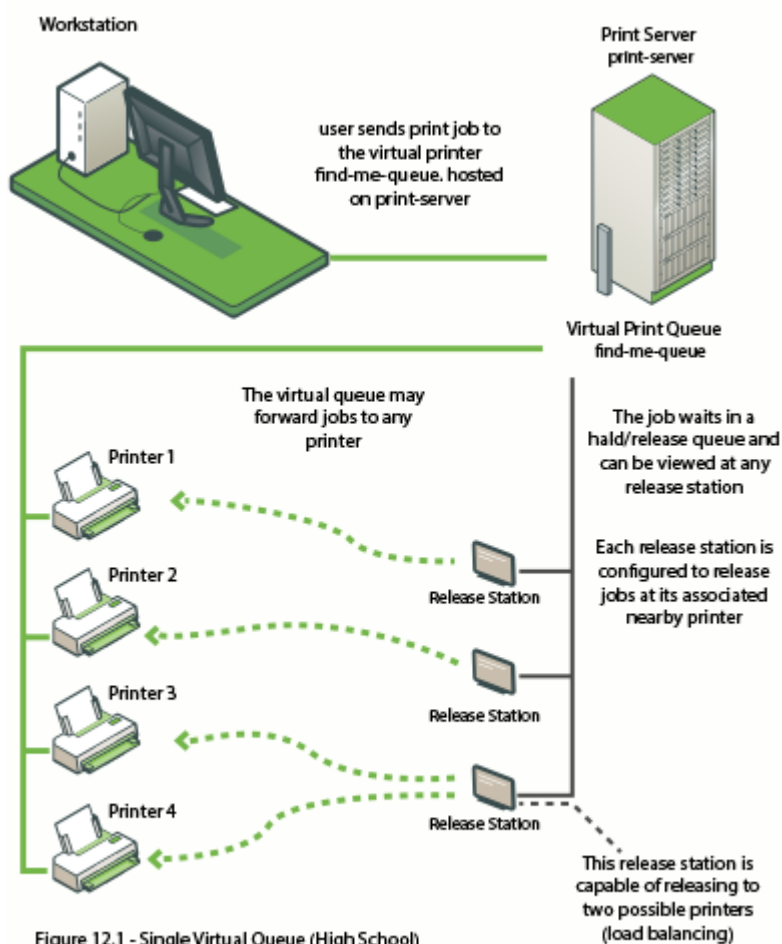 Workstation
Print Server
print-server
user sends print job to
the virtual printer
find-me-queue. hosted
on print-server
Virtual Print Queue
find-me-queue
The virtual queue may
forward jobs to any
printer
The job waits in a
hald/release queue and
can be viewed at any
release station
Each release station is
configured to release
jobs at its associated
nearby printer
Printer 1
Release Station
Printer 2
Release Station
Printer 3
Release Station
Printer 4
This release station is
capable of releasing to
two possible printers
(load balancing)
Figure 12.1 - Single Virtual Queue (High School)